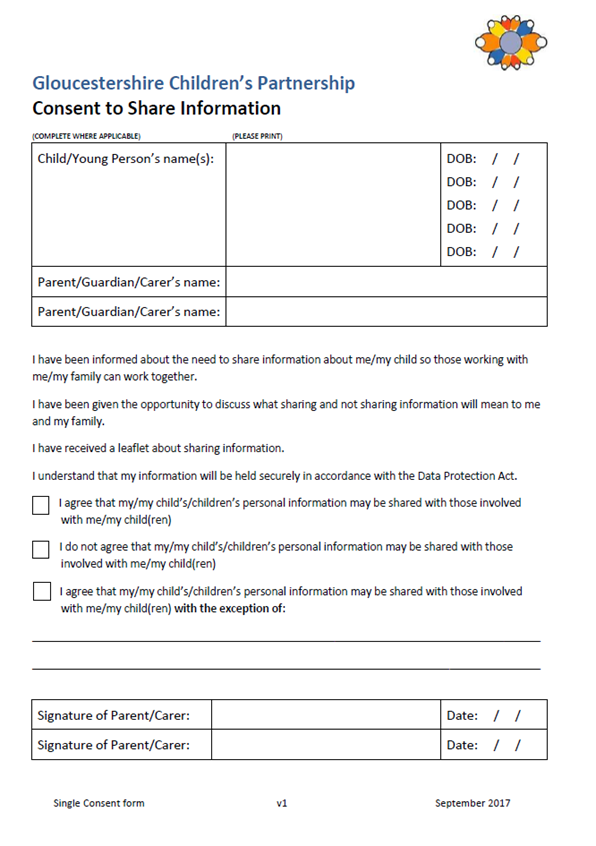 Gloucestershire Children's Partnership
Consent to Share Information
(COMPLETE WHERE APPLICABLE) (PLEASE PRINT)
Child/Young Person's name(s): DOB: / /
DOB: / /
DOB: / /
DOB: / /
DOB: / /
Parent/Guardian/Carer's name:
Parent/Guardian/Carer's name:
I have been informed about the need to share information about me/my child so those working with
me/my family can work together.
I have been given the opportunity to discuss what sharing and not sharing information will mean to me
and my family.
I have received a leaflet about sharing information.
I understand that my information will be held securely in accordance with the Data Protection Act.
I agree that my/my child's/children's personal information may be shared with those involved
with me/my child(ren)
I do not agree that my/my child's/children's personal information may be shared with those
involved with me/my child(ren)
I agree that my/my child's/children's personal information may be shared with those involved
with me/my child(ren) with the exception of:
Signature of Parent/Carer: Date: / /
Signature of Parent/Carer: Date: / /
Single Consent form v1 September 2017